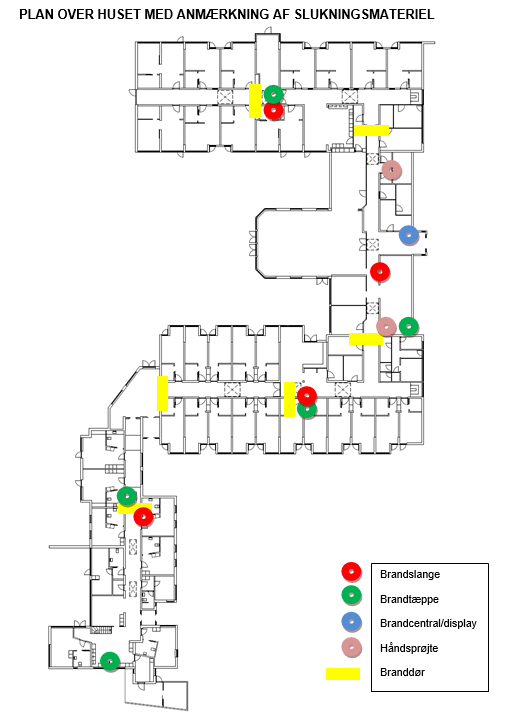 PLAN OVER HUSET MED ANMÆRKNING AF SLUKNINGSMATERIEL
Brandslange
Brandtæppe
Brandcentral/display
Håndsprøjte
Branddør